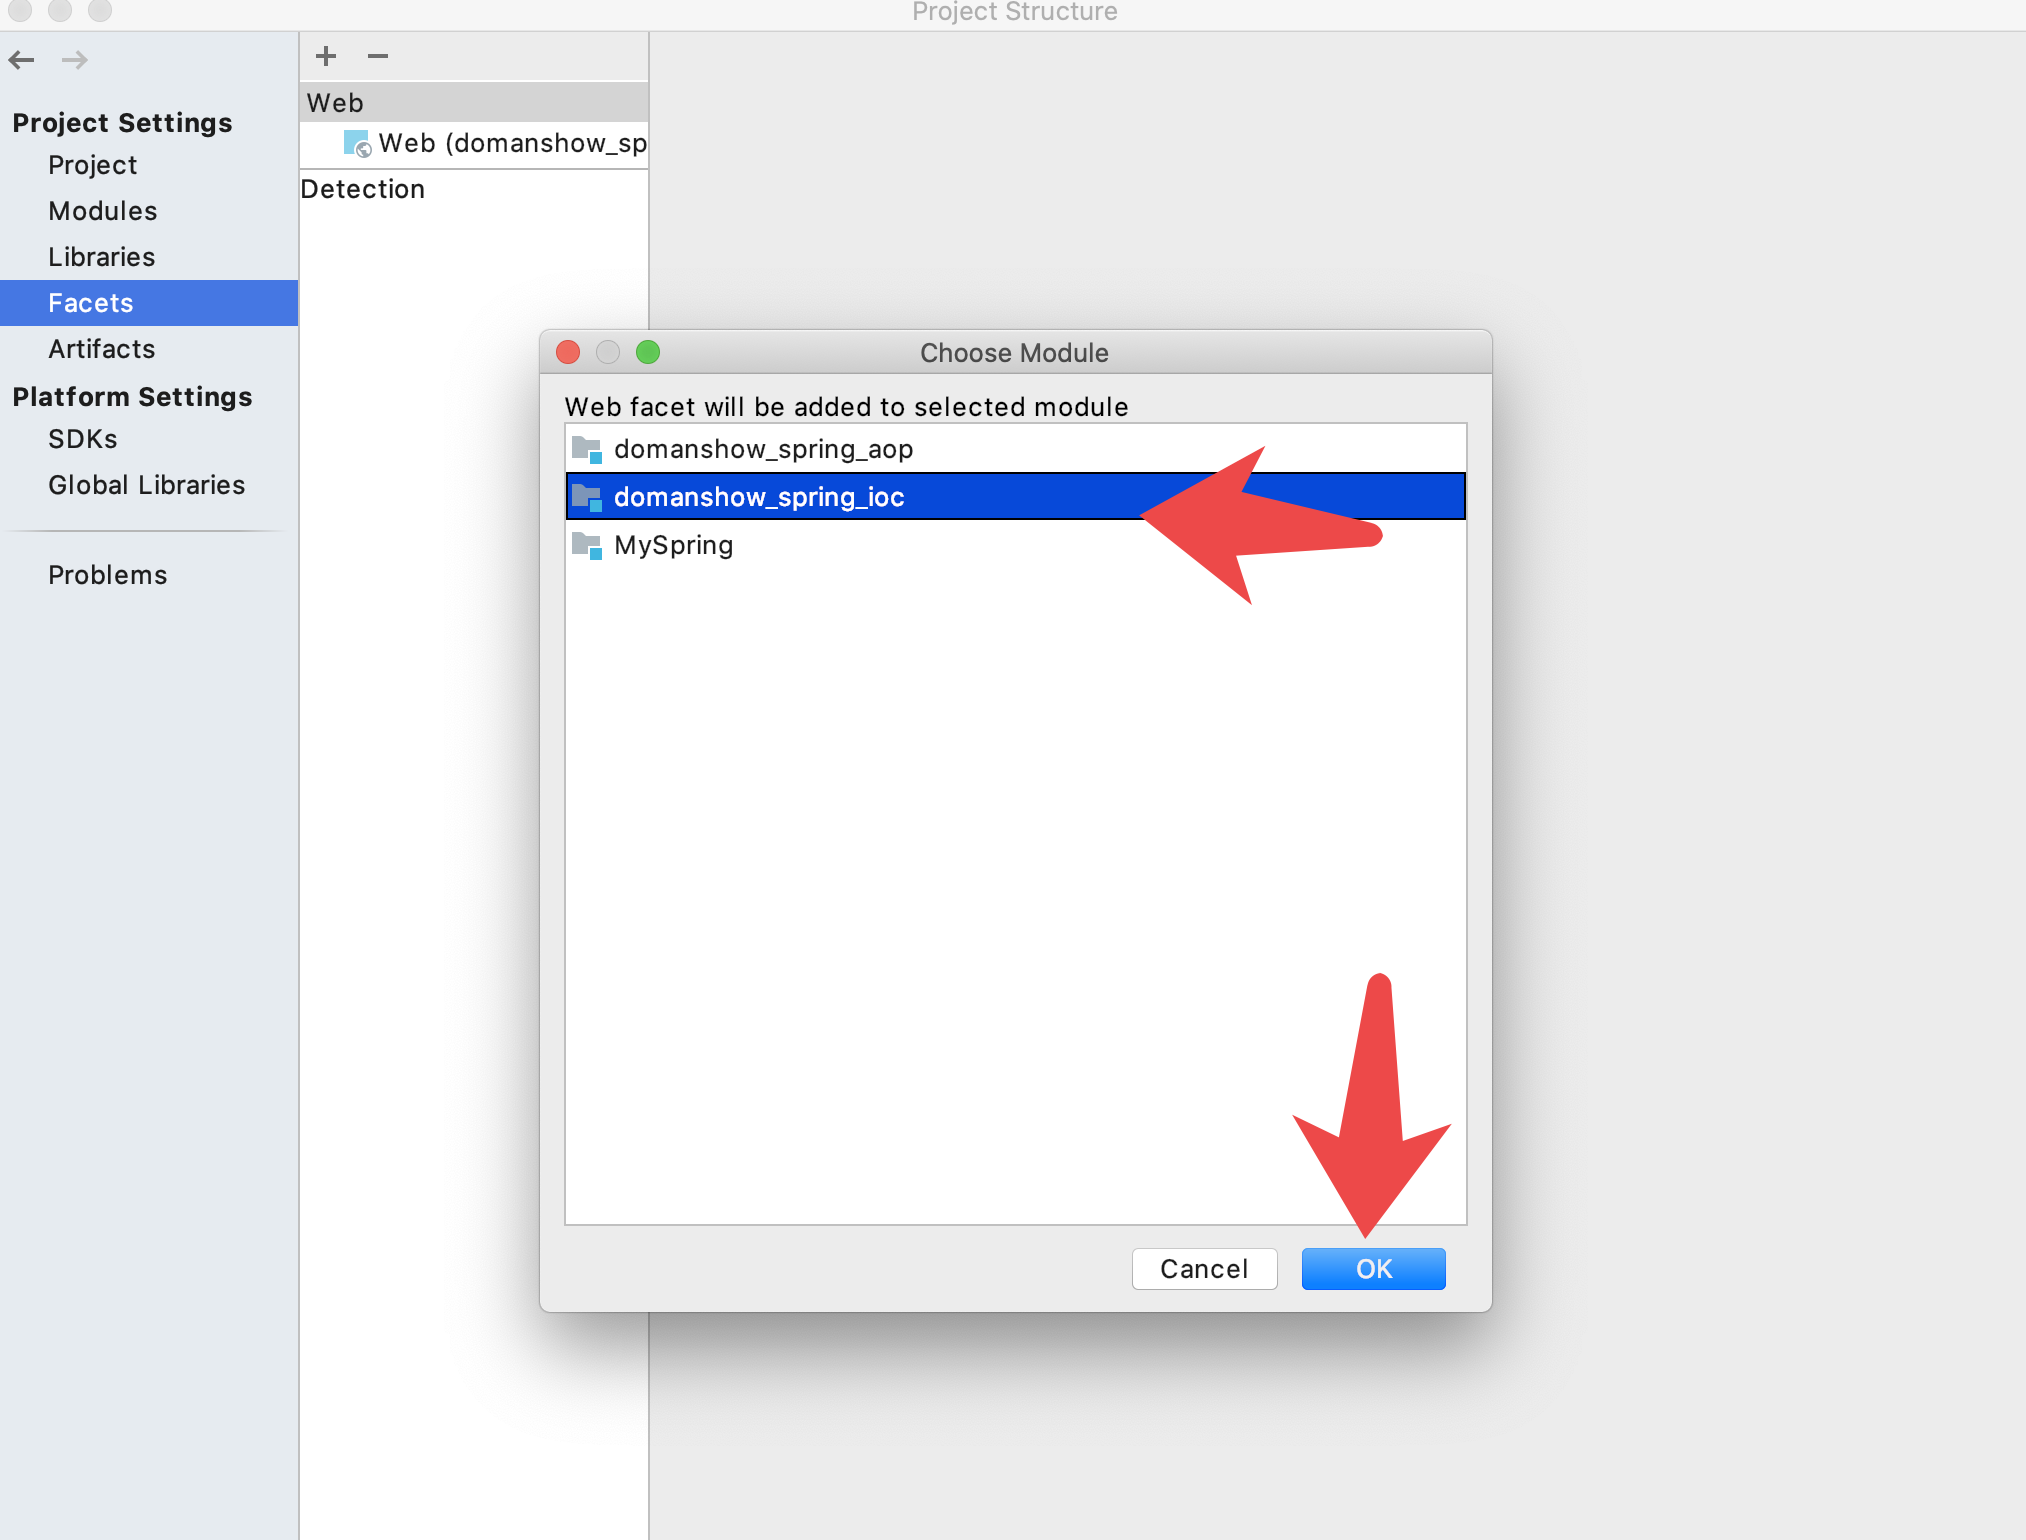 Project Structure
Project Settings
Project
Modules
Libraries
Facets
Artifacts
Platform Settings
SDKs
Global Libraries
Problems
Web
Web (domanshow_sp
Detection
Choose Module
Web facet will be added to selected module
domanshow_spring_aop
domanshow_spring_ioc
MySpring
Cancel
OK